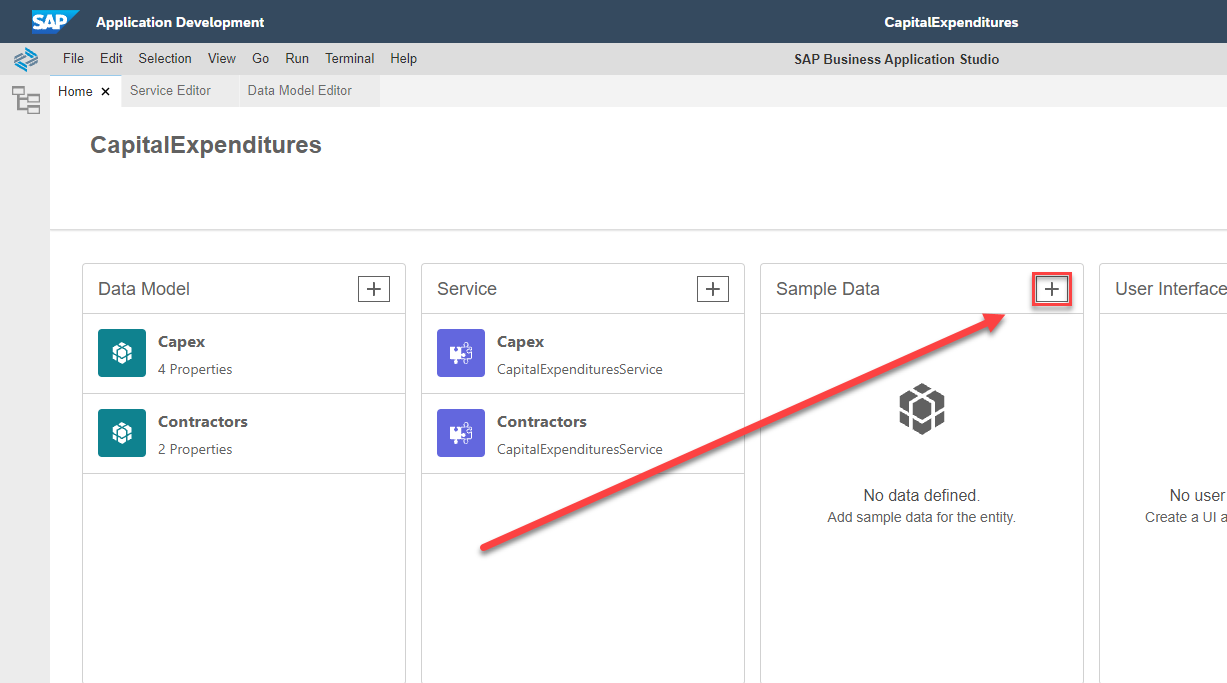 SAP Application Development CapitalExpenditures
File Edit Selection View Go Run Terminal Help SAP Business Application Studio
Home × Service Editor Data Model Editor
CapitalExpenditures
Data Model + Service + Sample Data + User Interface
Capex Capex
4 Properties CapitalExpendituresService
Contractors Contractors
2 Properties CapitalExpendituresService
No data defined. No user
Add sample data for the entity. Create a UI a